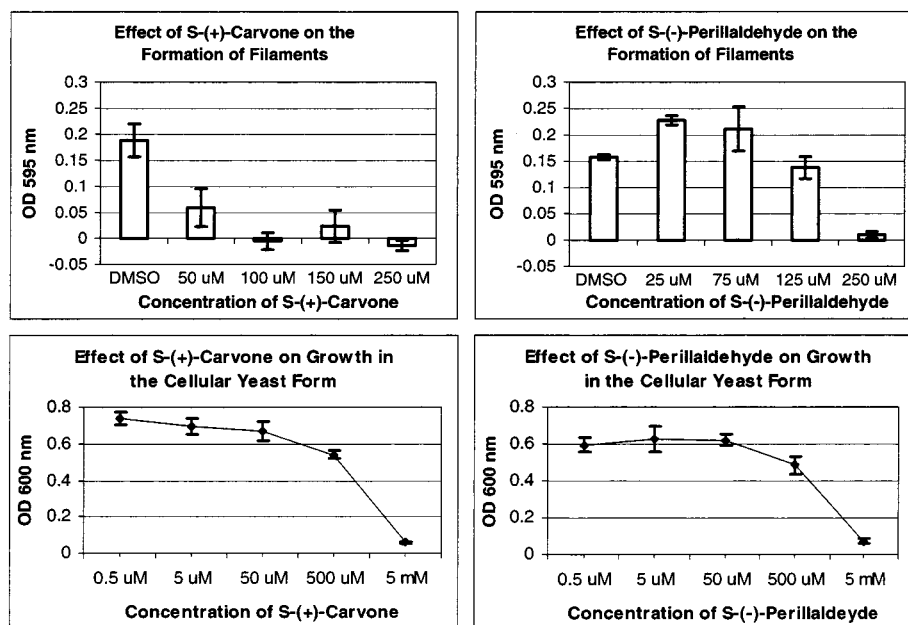 Effect of S-(+)-Carvone on the
Formation of Filaments
0.3
0.25
0.2
0.15
0.1
0.05
0
-0.05
OD 595 nm
DMSO 50 uM 100 uM 150 uM 250 uM
Concentration of S-(+)-Carvone
Effect of S-(-)-Perillaldehyde on the
Formation of Filaments
0.3
0.25
0.2
0.15
0.1
0.05
0
-0.05
OD 595 nm
DMSO 25 uM 75 uM 125 uM 250 uM
Concentration of S-(-)-Perillaldehyde
Effect of S-(+)-Carvone on Growth in
the Cellular Yeast Form
0.8
0.6
0.4
0.2
0
OD 600 nm
0.5 uM 5 uM 50 uM 500 uM 5 mM
Concentration of S-(+)-Carvone
Effect of S-(-)-Perillaldehyde on Growth
in the Cellular Yeast Form
0.8
0.6
0.4
0.2
0
OD 600 nm
0.5 uM 5 uM 50 uM 500 uM 5 mM
Concentration of S-(-)-Perillaldeyde